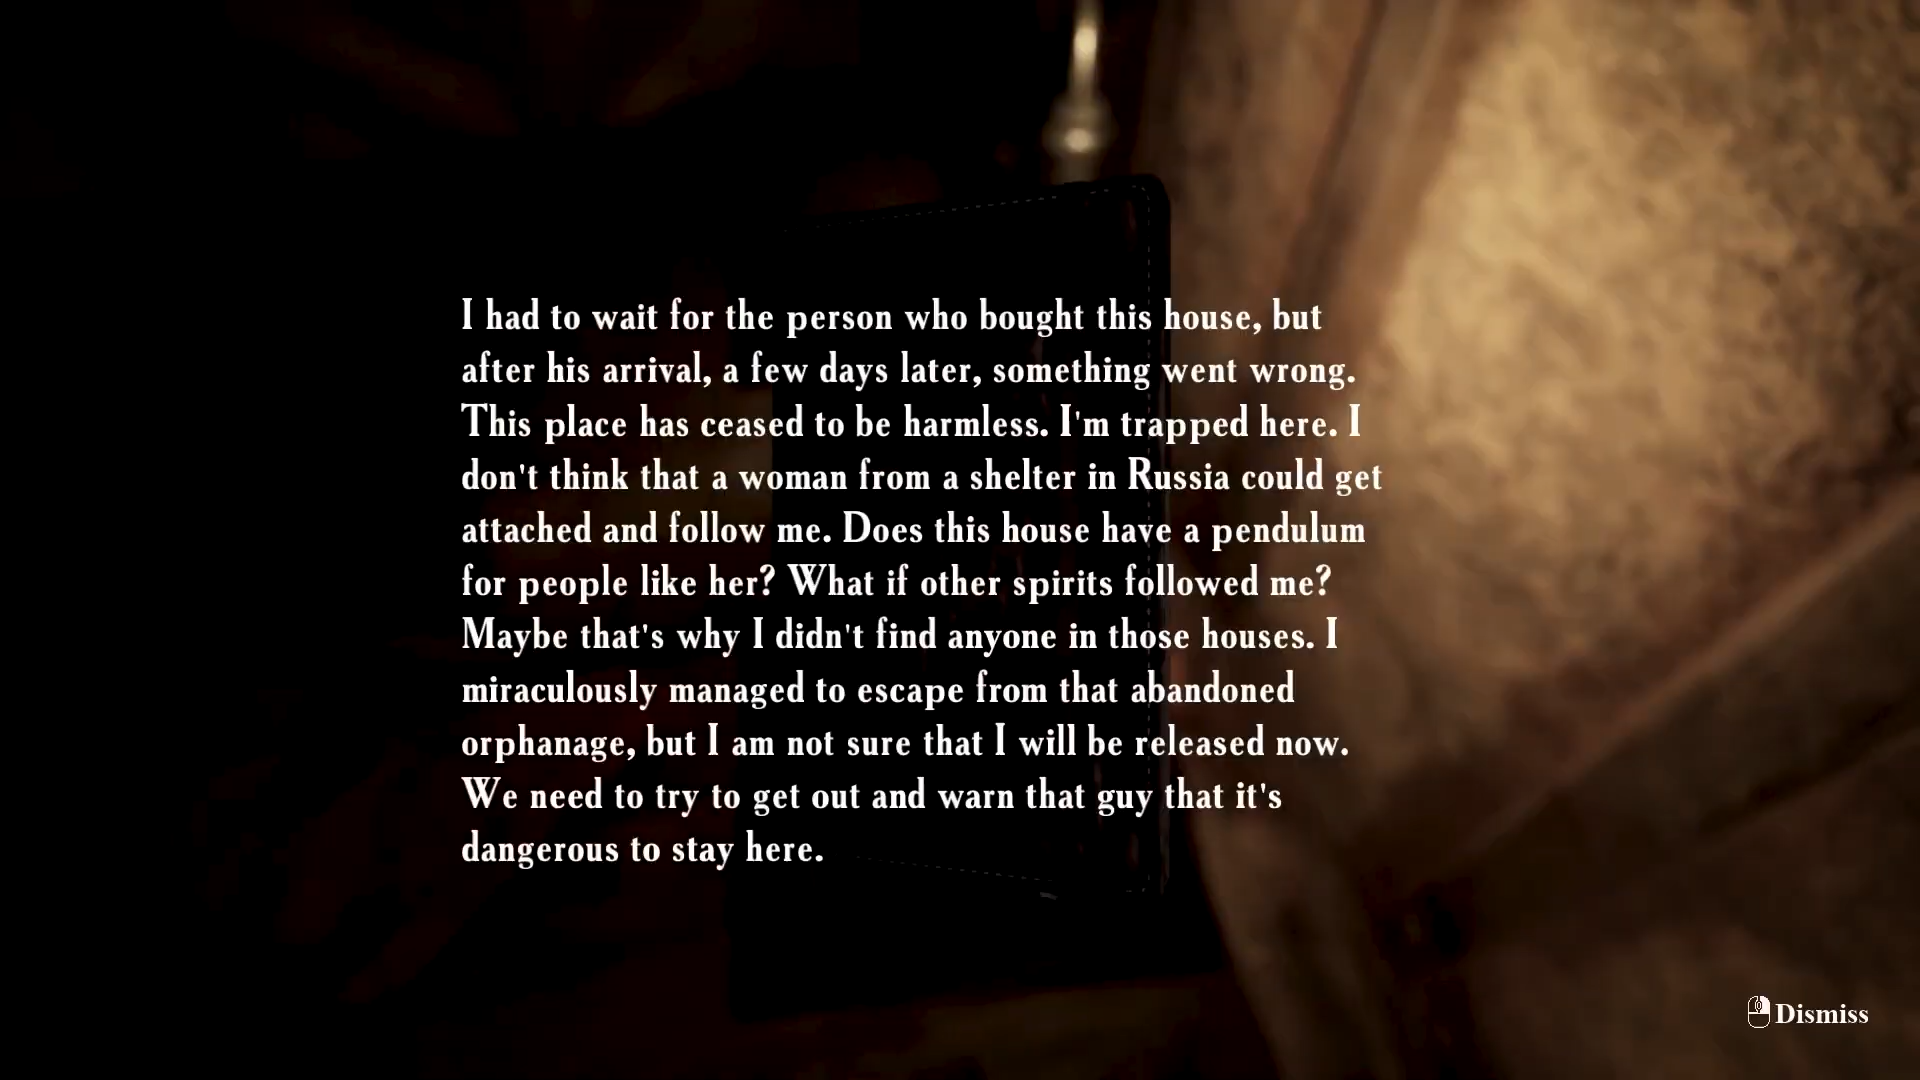 I had to wait for the person who bought this house, but
after his arrival, a few days later, something went wrong.
This place has ceased to be harmless. I'm trapped here. I
don't think that a woman from a shelter in Russia could get
attached and follow me. Does this house have a pendulum
for people like her? What if other spirits followed me?
Maybe that's why I didn't find anyone in those houses. I
miraculously managed to escape from that abandoned
orphanage, but I am not sure that I will be released now.
We need to try to get out and warn that guy that it's
dangerous to stay here.
Dismiss